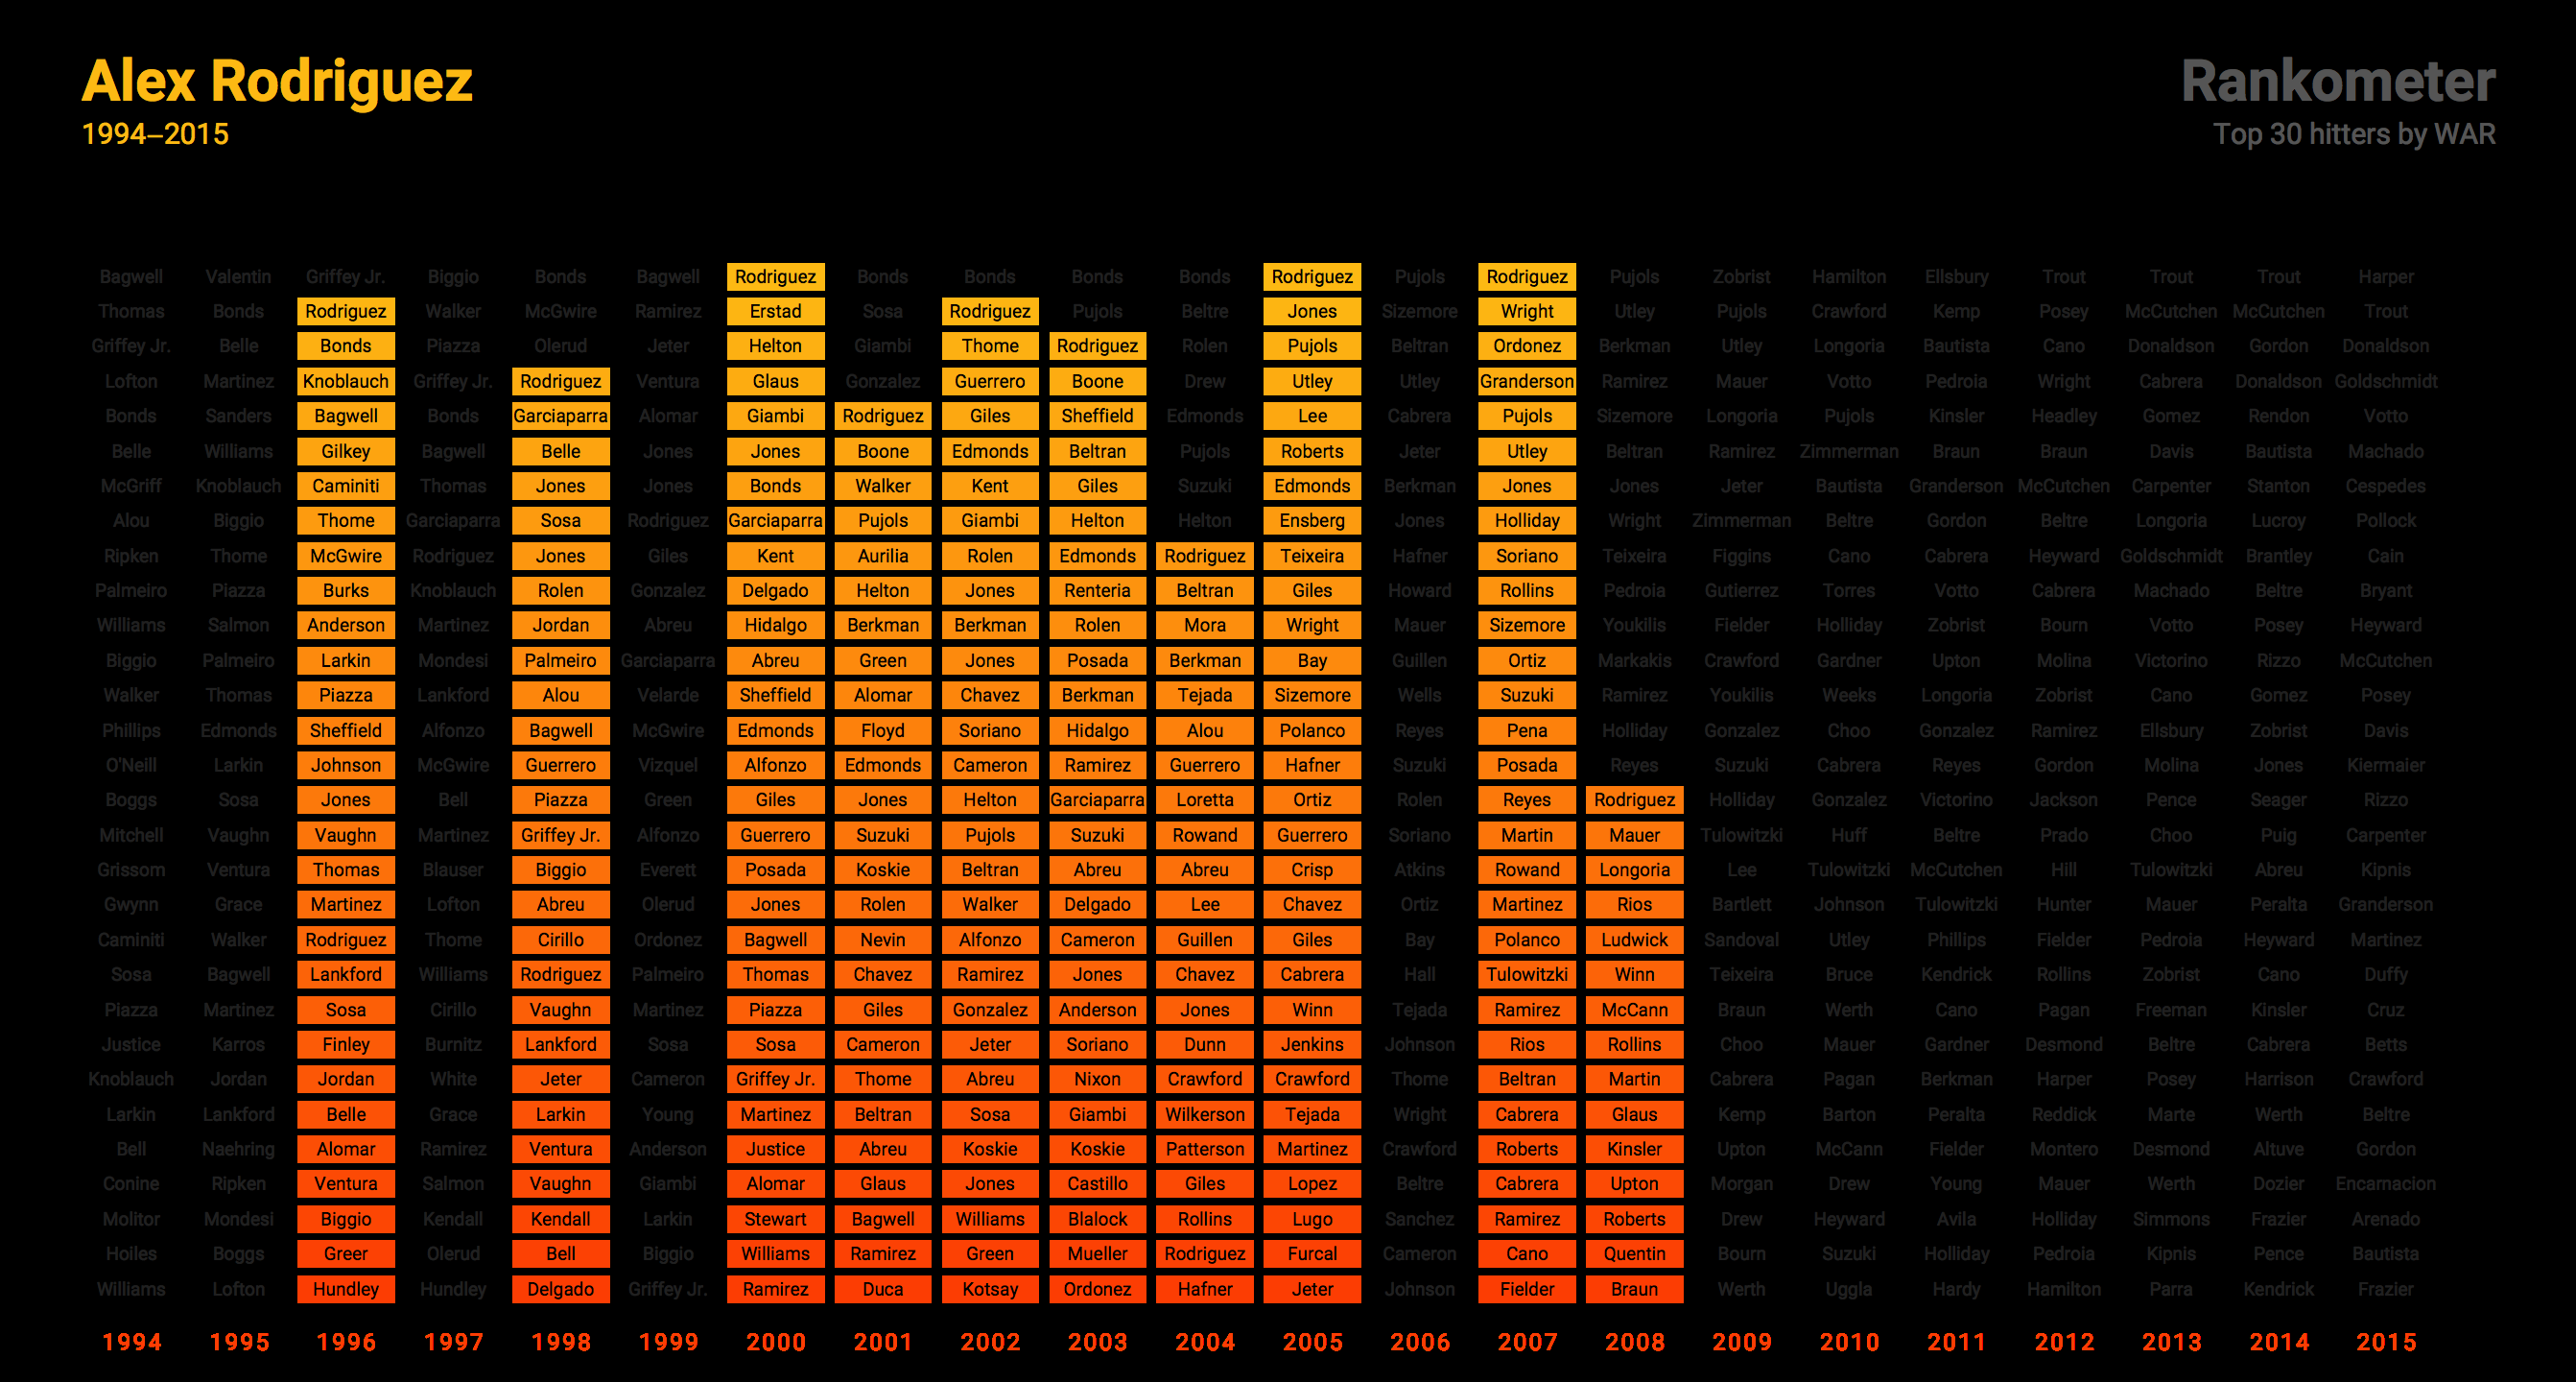 Alex Rodriguez
1994–2015
Rankometer
Top 30 hitters by WAR
Bagwell Valentin Griffey Jr. Biggio Bonds Bagwell Rodriguez Bonds Bonds Bonds Bonds Rodriguez Pujols Rodriguez Pujols Zobrist Hamilton Ellsbury Trout Trout Trout Harper
Thomas Bonds Rodriguez Walker McGwire Ramirez Erstad Sosa Rodriguez Pujols Beltre Jones Sizemore Wright Utley Pujols Crawford Kemp Posey McCutchen McCutchen Trout
Griffey Jr. Belle Bonds Piazza Olerud Jeter Helton Giambi Thome Rodriguez Rolen Pujols Beltran Ordonez Berkman Utley Longoria Bautista Cano Donaldson Gordon Donaldson
Lofton Martinez Knoblauch Griffey Jr. Rodriguez Ventura Glaus Gonzalez Guerrero Boone Drew Utley Utley Granderson Ramirez Mauer Votto Pedroia Wright Cabrera Donaldson Goldschmidt
Bonds Sanders Bagwell Bonds Garciaparra Alomar Giambi Rodriguez Giles Sheffield Edmonds Lee Cabrera Pujols Sizemore Longoria Pujols Kinsler Headley Gomez Rendon Votto
Belle Williams Gilkey Bagwell Belle Jones Jones Boone Edmonds Beltran Pujols Roberts Jeter Utley Beltran Ramirez Zimmerman Braun Braun Davis Bautista Machado
McGriff Knoblauch Caminiti Thomas Jones Jones Bonds Walker Kent Giles Suzuki Edmonds Berkman Jones Jones Jeter Bautista Granderson McCutchen Carpenter Stanton Cespedes
Alou Biggio Thome Garciaparra Sosa Rodriguez Garciaparra Pujols Giambi Helton Helton Ensberg Jones Holliday Wright Zimmerman Beltre Gordon Beltre Longoria Lucroy Pollock
Ripken Thome McGwire Rodriguez Jones Giles Kent Aurilia Rolen Edmonds Rodriguez Teixeira Hafner Soriano Teixeira Figgins Cano Cabrera Heyward Goldschmidt Brantley Cain
Palmeiro Piazza Burks Knoblauch Rolen Gonzalez Delgado Helton Jones Renteria Beltran Giles Howard Rollins Pedroia Gutierrez Torres Votto Cabrera Machado Beltre Bryant
Williams Salmon Anderson Martinez Jordan Abreu Hidalgo Berkman Berkman Rolen Mora Wright Mauer Sizemore Youkilis Fielder Holliday Zobrist Bourn Votto Posey Heyward
Biggio Palmeiro Larkin Mondesi Palmeiro Garciaparra Abreu Green Jones Posada Berkman Bay Guillen Ortiz Markakis Crawford Gardner Upton Molina Victorino Rizzo McCutchen
Walker Thomas Piazza Lankford Alou Velarde Sheffield Alomar Chavez Berkman Tejada Sizemore Wells Suzuki Ramirez Youkilis Weeks Longoria Zobrist Cano Gomez Posey
Phillips Edmonds Sheffield Alfonzo Bagwell McGwire Edmonds Floyd Soriano Hidalgo Alou Polanco Reyes Pena Holliday Gonzalez Choo Gonzalez Ramirez Ellsbury Zobrist Davis
O'Neill Larkin Johnson McGwire Guerrero Vizquel Alfonzo Edmonds Cameron Ramirez Guerrero Hafner Suzuki Posada Reyes Suzuki Cabrera Reyes Gordon Molina Jones Kiermaier
Boggs Sosa Jones Bell Piazza Green Giles Jones Helton Garciaparra Loretta Ortiz Rolen Reyes Rodriguez Holliday Gonzalez Victorino Jackson Pence Seager Rizzo
Mitchell Vaughn Vaughn Martinez Griffey Jr. Alfonzo Guerrero Suzuki Pujols Suzuki Rowand Guerrero Soriano Martin Mauer Tulowitzki Huff Beltre Prado Choo Puig Carpenter
Grissom Ventura Thomas Blauser Biggio Everett Posada Koskie Beltran Abreu Abreu Crisp Atkins Rowand Longoria Lee Tulowitzki McCutchen Hill Tulowitzki Abreu Kipnis
Gwynn Grace Martinez Lofton Abreu Olerud Jones Rolen Walker Delgado Lee Chavez Ortiz Martinez Rios Bartlett Johnson Tulowitzki Hunter Mauer Peralta Granderson
Caminiti Walker Rodriguez Thome Cirillo Ordonez Bagwell Nevin Alfonzo Cameron Guillen Giles Bay Polanco Ludwick Sandoval Utley Phillips Fielder Pedroia Heyward Martinez
Sosa Bagwell Lankford Williams Rodriguez Palmeiro Thomas Chavez Ramirez Jones Chavez Cabrera Hall Tulowitzki Winn Teixeira Bruce Kendrick Rollins Zobrist Cano Duffy
Piazza Martinez Sosa Cirillo Vaughn Martinez Piazza Giles Gonzalez Anderson Jones Winn Tejada Ramirez McCann Braun Werth Cano Pagan Freeman Kinsler Cruz
Justice Karros Finley Burnitz Lankford Sosa Sosa Cameron Jeter Soriano Dunn Jenkins Johnson Rios Rollins Choo Mauer Gardner Desmond Beltre Cabrera Betts
Knoblauch Jordan Jordan White Jeter Cameron Griffey Jr. Thome Abreu Nixon Crawford Crawford Thome Beltran Martin Cabrera Pagan Berkman Harper Posey Harrison Crawford
Larkin Lankford Belle Grace Larkin Young Martinez Beltran Sosa Giambi Wilkerson Tejada Wright Cabrera Glaus Kemp Barton Peralta Reddick Marte Werth Beltre
Bell Naehring Alomar Ramirez Ventura Anderson Justice Abreu Koskie Koskie Patterson Martinez Crawford Roberts Kinsler Upton McCann Fielder Montero Desmond Altuve Gordon
Conine Ripken Ventura Salmon Vaughn Giambi Alomar Glaus Jones Castillo Giles Lopez Beltre Cabrera Upton Morgan Drew Young Mauer Werth Dozier Encarnacion
Molitor Mondesi Biggio Kendall Kendall Larkin Stewart Bagwell Williams Blalock Rollins Lugo Sanchez Ramirez Roberts Drew Heyward Avila Holliday Simmons Frazier Arenado
Hoiles Boggs Greer Olerud Bell Biggio Williams Ramirez Green Mueller Rodriguez Furcal Cameron Cano Quentin Bourn Suzuki Holliday Pedroia Kipnis Pence Bautista
Williams Lofton Hundley Hundley Delgado Griffey Jr. Ramirez Duca Kotsay Ordonez Hafner Jeter Johnson Fielder Braun Werth Uggla Hardy Hamilton Parra Kendrick Frazier
1994 1995 1996 1997 1998 1999 2000 2001 2002 2003 2004 2005 2006 2007 2008 2009 2010 2011 2012 2013 2014 2015